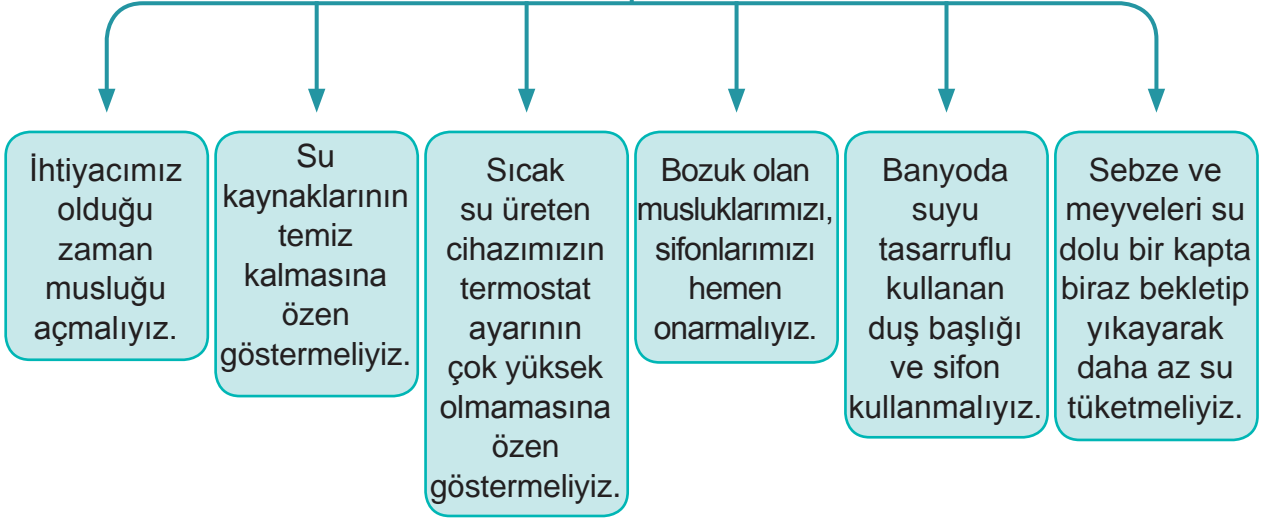 İhtiyacımız
olduğu
zaman
musluğu
açmalıyız.
Su
kaynaklarının
temiz
kalmasına
özen
göstermeliyiz.
Sıcak
su üreten
cihazımızın
termostat
ayarının
çok yüksek
olmamasına
özen
göstermeliyiz.
Bozuk olan
musluklarımızı,
sifonlarımızı
hemen
onarmalıyız.
Banyoda
suyu
tasarruflu
kullanan
duş başlığı
ve sifon
kullanmalıyız.
Sebze ve
meyveleri su
dolu bir kapta
biraz bekletip
yıkayarak
daha az su
tüketmeliyiz.